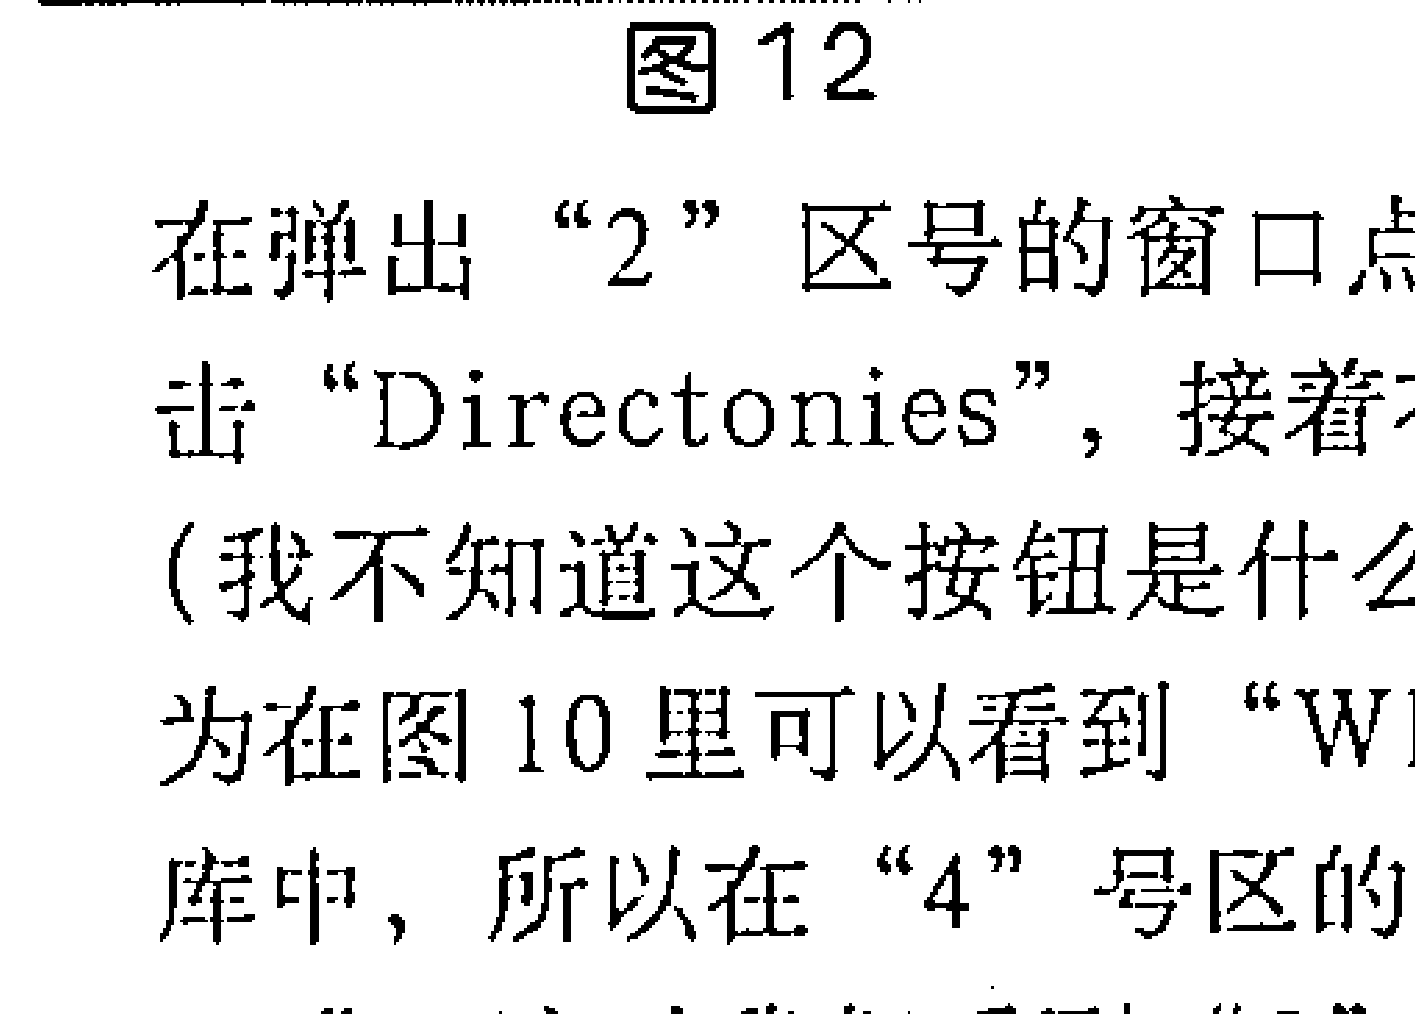 图 12
在弹出 “2” 区号的窗口点
击 “Directonies”，接着
(我不知道这个按钮是什么
为在图 10 里可以看到 “W
库中，所以在 “4” 号区的